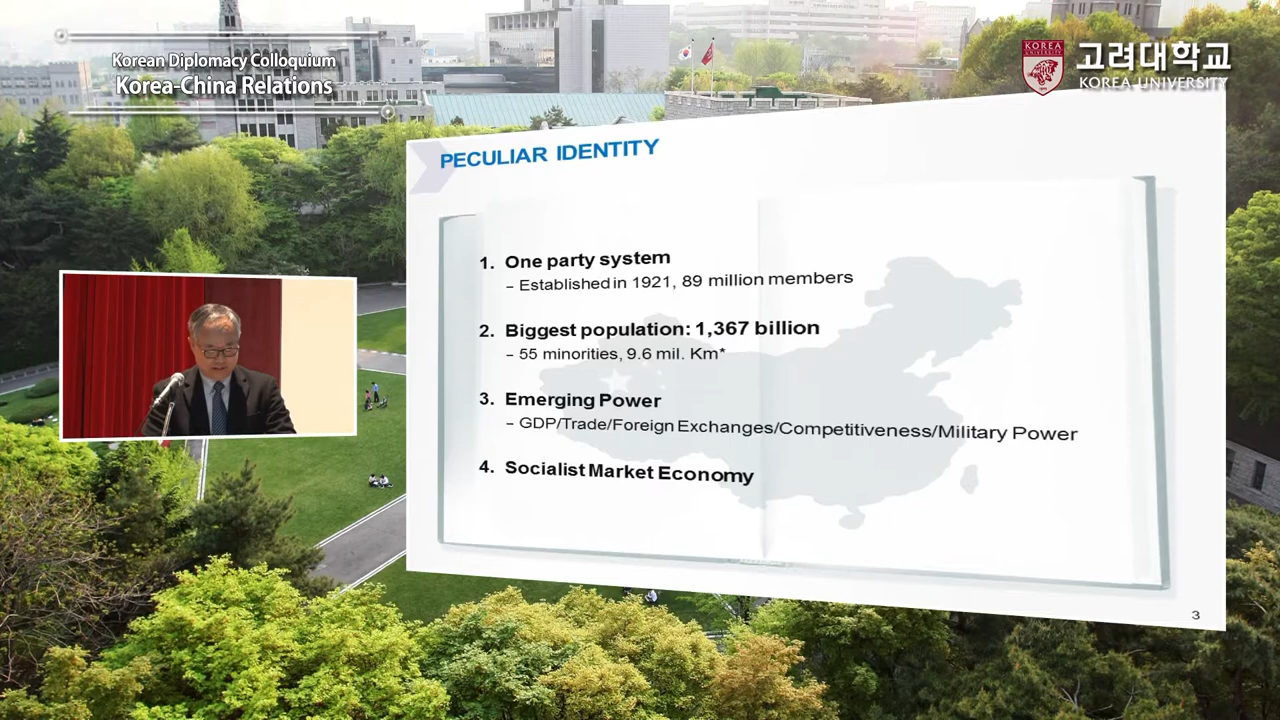 Korean Diplomacy Colloquium
Korea-China Relations
KOREA
UNIVERSITY
고려대학교
KOREA UNIVERSITY
PECULIAR IDENTITY
1. One party system
– Established in 1921, 89 million members
2. Biggest population: 1,367 billion
– 55 minorities, 9.6 mil. Km*
3. Emerging Power
– GDP/Trade/Foreign Exchanges/Competitiveness/Military Power
4. Socialist Market Economy
3